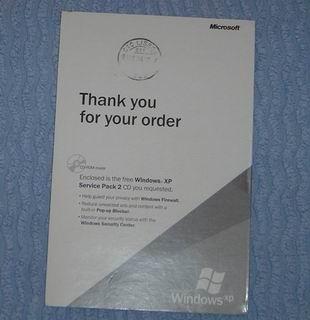 Microsoft
Thank you
for your order
CD-ROM inside
Enclosed is the free Windows XP
Service Pack 2 CD you requested.
• Help guard your privacy with Windows Firewall.
• Reduce unwanted ads and content with a
built-in Pop-up Blocker.
• Monitor your security status with the
Windows Security Center.
Windows xp